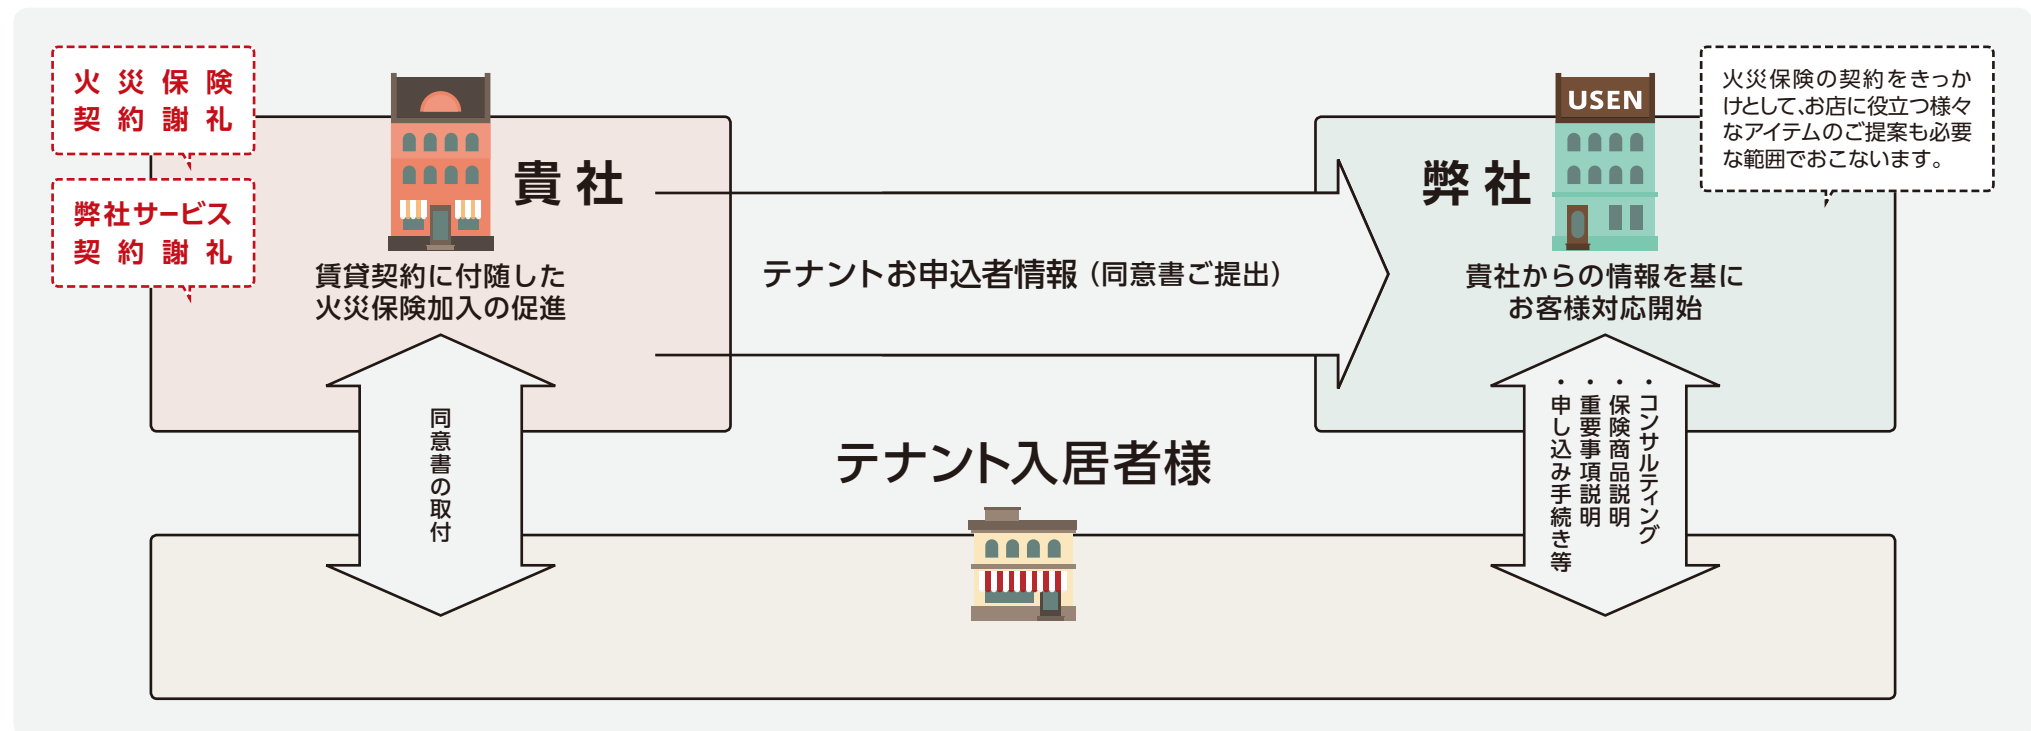 火災保険
契約謝礼
弊社サービス
契約謝礼
貴社
賃貸契約に付随した
火災保険加入の促進
テナントお申込者情報（同意書ご提出）
弊社
USEN
貴社からの情報を基に
お客様対応開始
火災保険の契約をきっか
けとして、お店に役立つ様々
なアイテムのご提案も必要
な範囲でおこないます。
同意書の取付
テナント入居者様
・コンサルティング
・保険商品説明
・重要事項説明
・申し込み手続き等